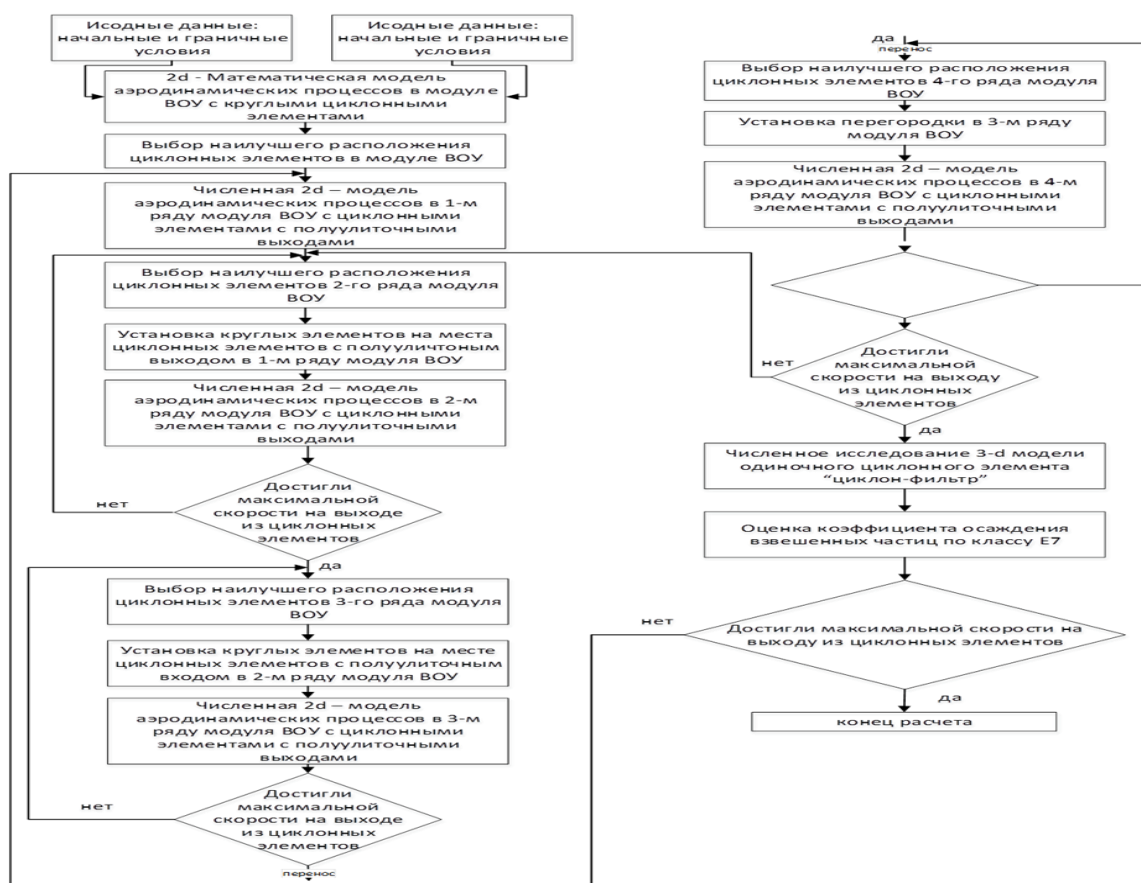 Исодные данные:
начальные и граничные
условия
Исодные данные:
начальные и граничные
условия
2d - Математическая модель
аэродинамических процессов в модуле
ВОУ с круглыми циклонными
элементами
Выбор наилучшего расположения
циклонных элементов в модуле ВОУ
Численная 2d – модель
аэродинамических процессов в 1-м
ряду модуля ВОУ с циклонными
элементами с полуулиточными
выходами
Выбор наилучшего расположения
циклонных элементов 2-го ряда модуля
ВОУ
Установка круглых элементов на места
циклонных элементов с полууличтоным
выходом в 1-м ряду модуля ВОУ
Численная 2d – модель
аэродинамических процессов в 2-м
ряду модуля ВОУ с циклонными
элементами с полуулиточными
выходами
нет
Достигли
максимальной
скорости на выходе
из циклонных
элементов
да
Выбор наилучшего расположения
циклонных элементов 3-го ряда модуля
ВОУ
Установка круглых элементов на месте
циклонных элементов с полуулиточным
входом в 2-м ряду модуля ВОУ
Численная 2d – модель
аэродинамических процессов в 3-м
ряду модуля ВОУ с циклонными
элементами с полуулиточными
выходами
нет
Достигли
максимальной
скорости на выходе
из циклонных
элементов
перенос
да
перенос
Выбор наилучшего расположения
циклонных элементов 4-го ряда модуля
ВОУ
Установка перегородки в 3-м ряду
модуля ВОУ
Численная 2d – модель
аэродинамических процессов в 4-м
ряду модуля ВОУ с циклонными
элементами с полуулиточными
выходами
нет
Достигли
максимальной
скорости на выходу
из циклонных
элементов
да
Численное исследование 3-d модели
одиночного циклонного элемента
“циклон-фильтр”
Оценка коэффициента осаждения
взвешенных частиц по классу Е7
нет
Достигли максимальной скорости на
выходу из циклонных элементов
да
конец расчета